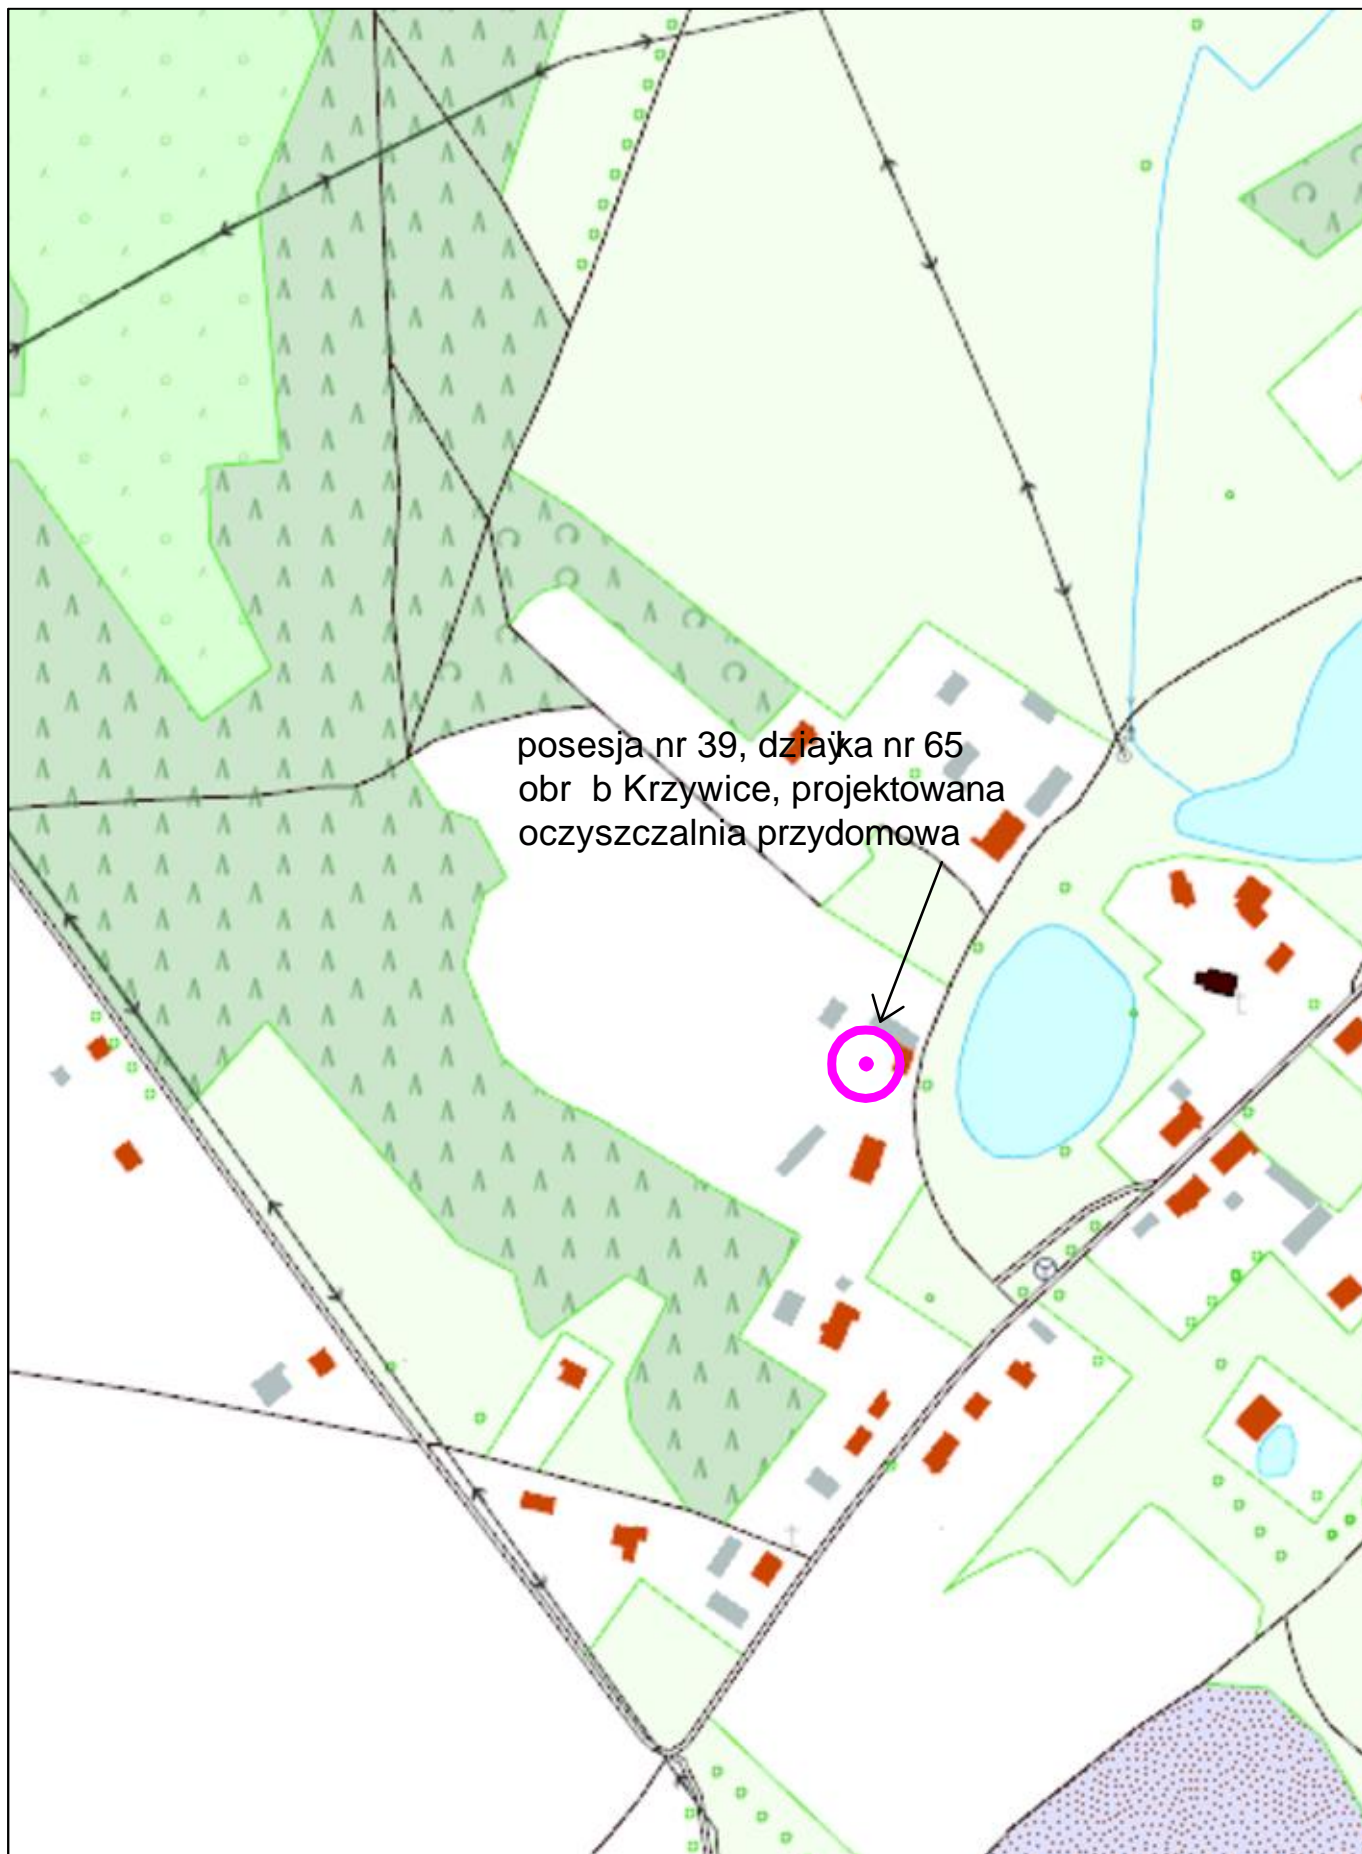 posesja nr 39, działka nr 65
obr b Krzywice, projektowana
oczyszczalnia przydomowa